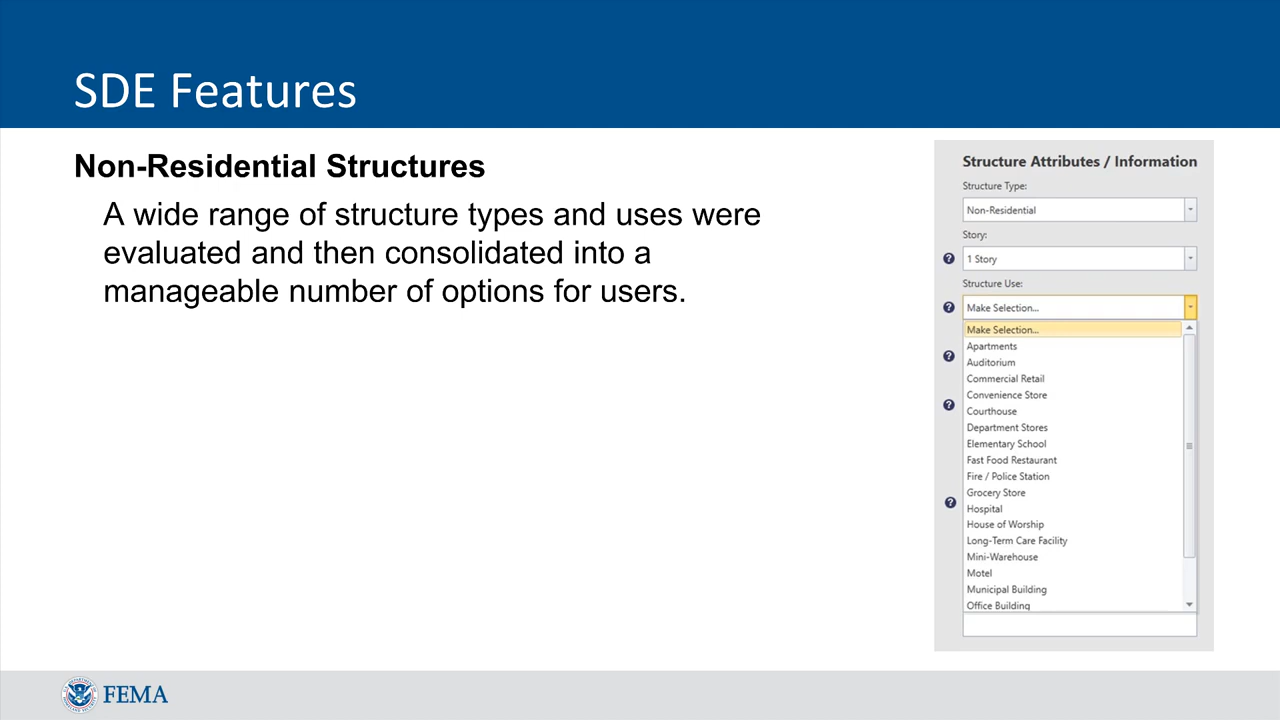 SDE Features
Non-Residential Structures
A wide range of structure types and uses were
evaluated and then consolidated into a
manageable number of options for users.
Structure Attributes / Information
Structure Type:
Non-Residential
Story:
? 1 Story
Structure Use:
? Make Selection...
Make Selection...
Apartments
?
Auditorium
Commercial Retail
Convenience Store
?
Courthouse
Department Stores
Elementary School
Fast Food Restaurant
Fire / Police Station
Grocery Store
?
Hospital
House of Worship
Long-Term Care Facility
Mini-Warehouse
Motel
Municipal Building
Office Building
FEMA